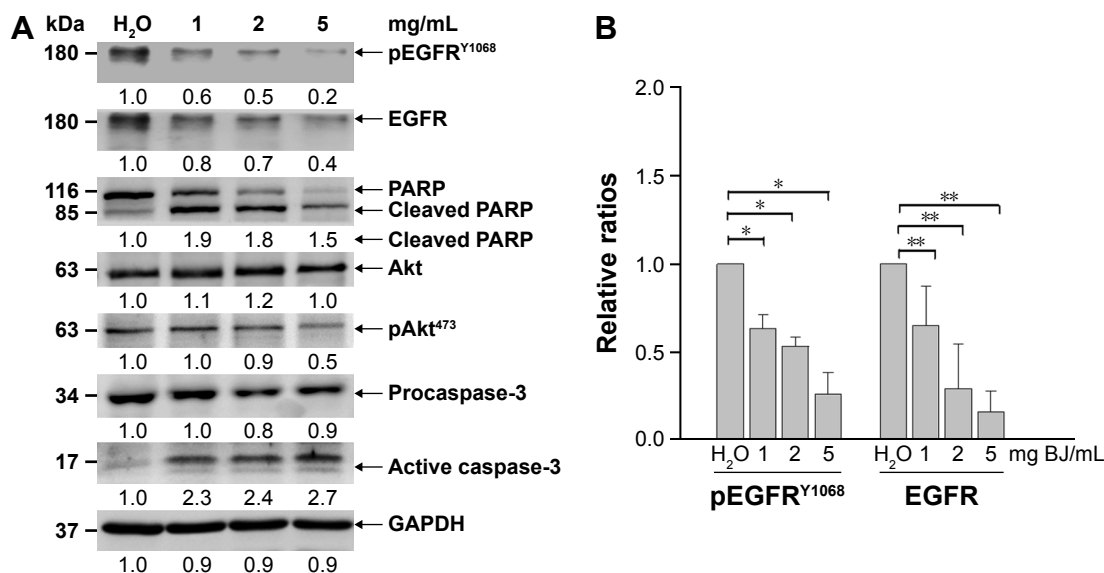 A
kDa H₂O 1 2 5 mg/mL
180 pEGFRʸ¹⁰⁶⁸
1.0 0.6 0.5 0.2
180 EGFR
1.0 0.8 0.7 0.4
116 PARP
85 Cleaved PARP
1.0 1.9 1.8 1.5 Cleaved PARP
63 Akt
1.0 1.1 1.2 1.0
63 pAkt⁴⁷³
1.0 1.0 0.9 0.5
34 Procaspase-3
1.0 1.0 0.8 0.9
17 Active caspase-3
1.0 2.3 2.4 2.7
37 GAPDH
1.0 0.9 0.9 0.9
B
Relative ratios
2.0
1.5
1.0
0.5
0.0
*
*
*
**
**
**
H₂O 1 2 5 H₂O 1 2 5 mg BJ/mL
pEGFRʸ¹⁰⁶⁸ EGFR